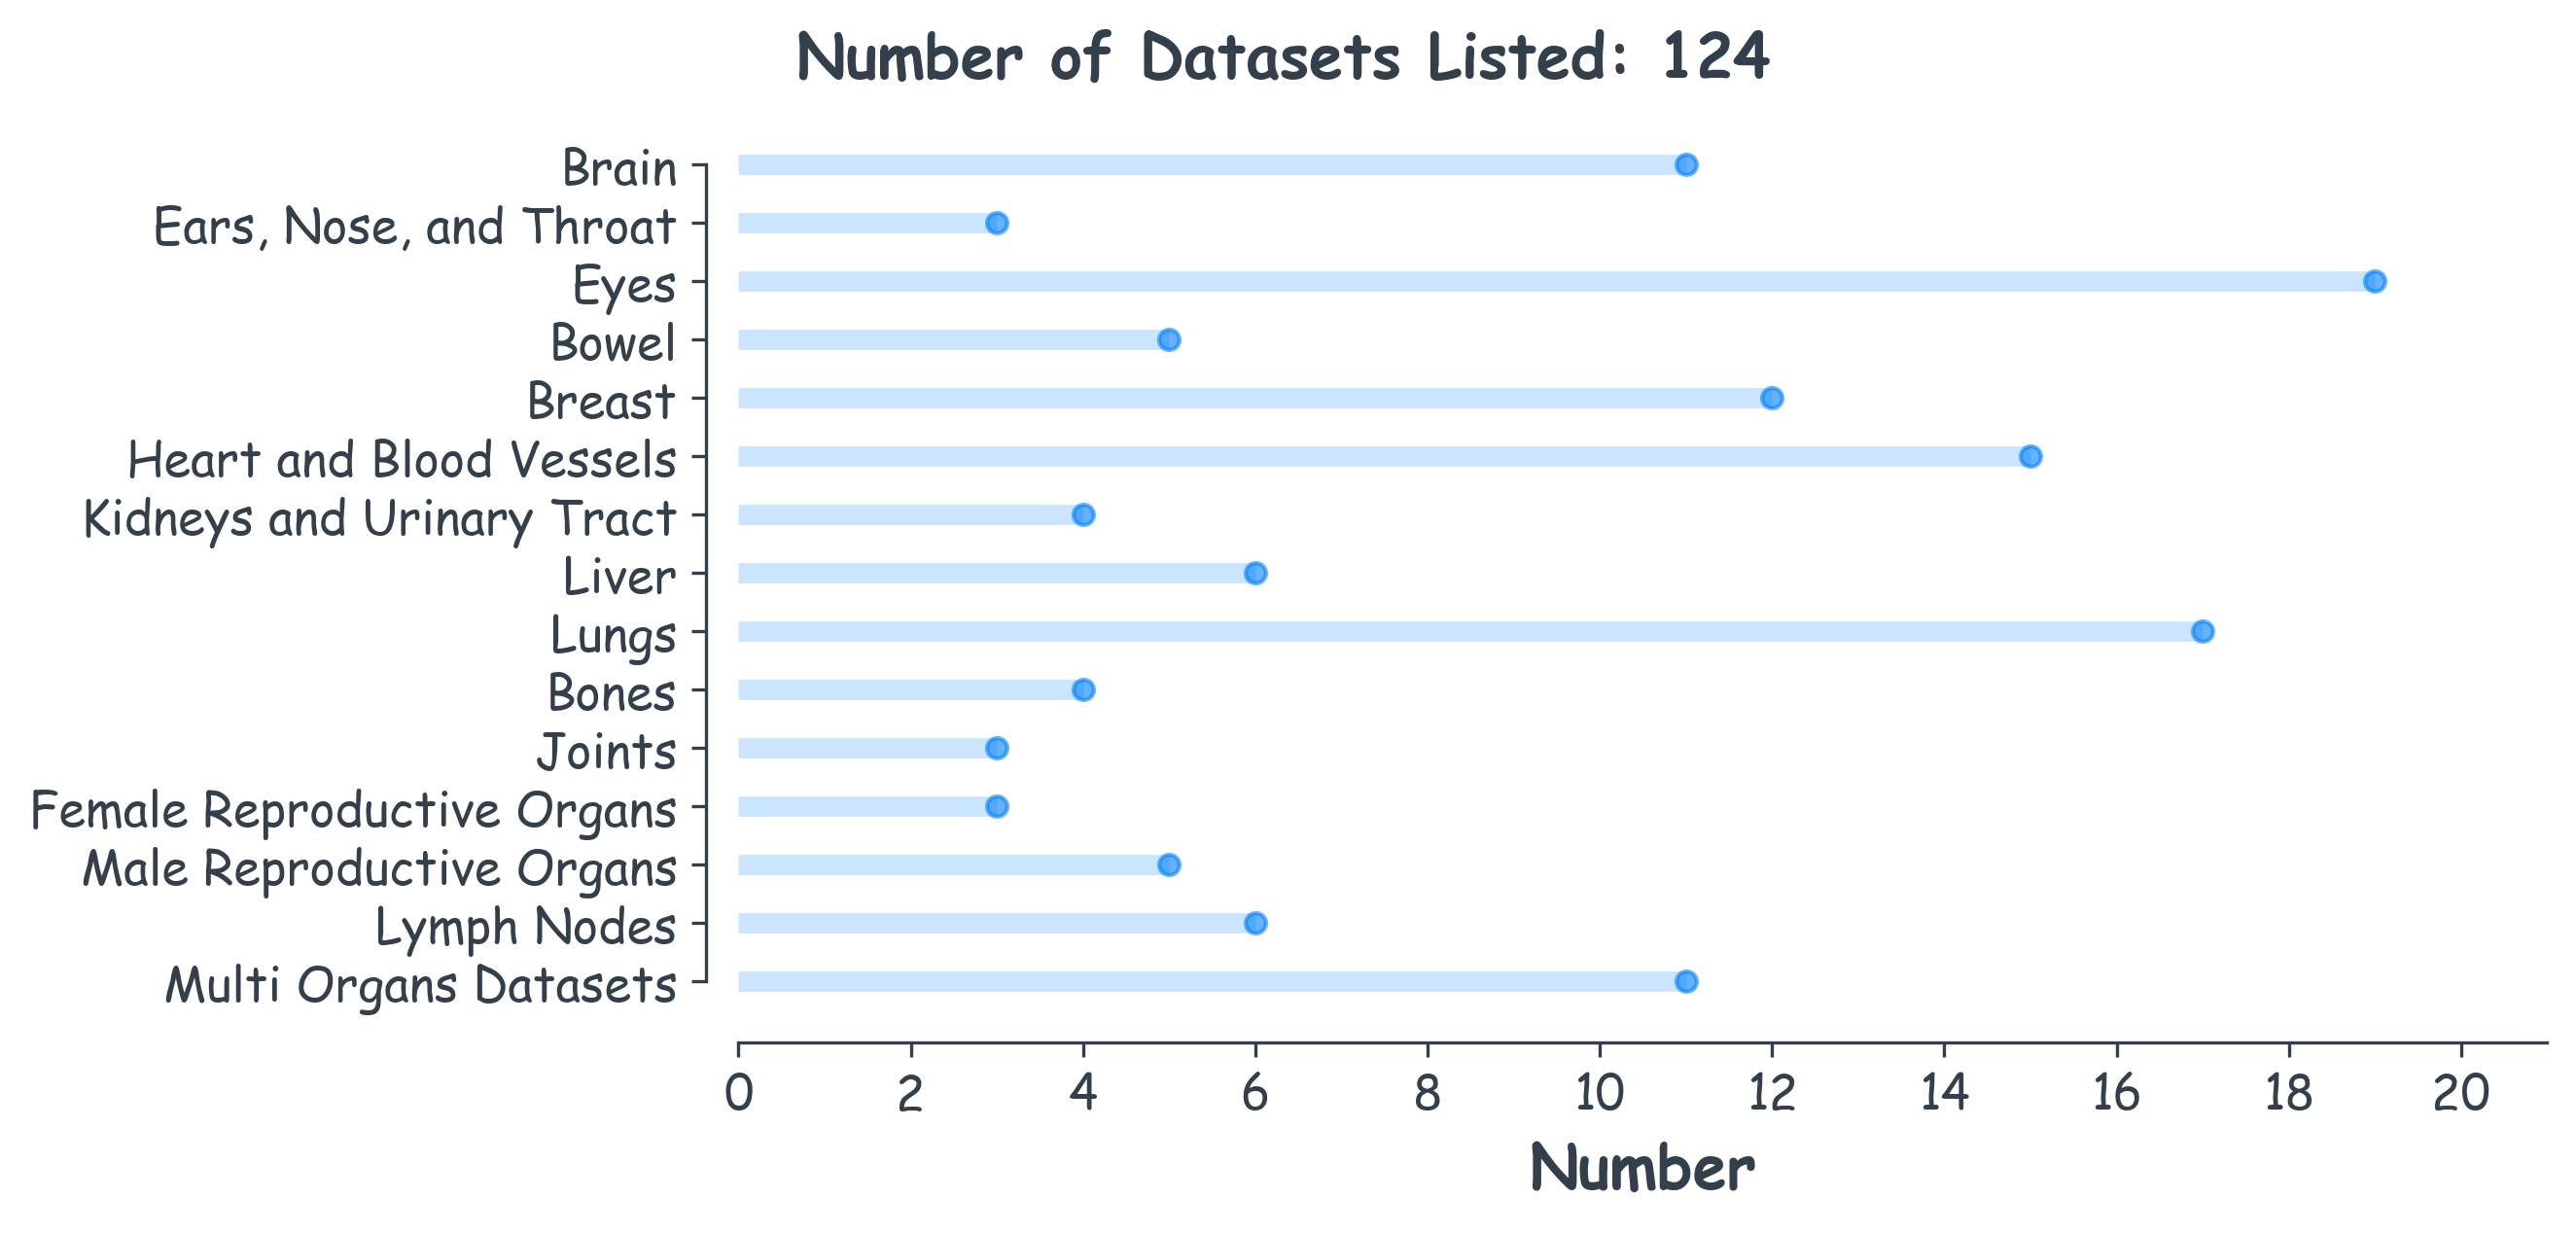 Number of Datasets Listed: 124
Brain
Ears, Nose, and Throat
Eyes
Bowel
Breast
Heart and Blood Vessels
Kidneys and Urinary Tract
Liver
Lungs
Bones
Joints
Female Reproductive Organs
Male Reproductive Organs
Lymph Nodes
Multi Organs Datasets
0 2 4 6 8 10 12 14 16 18 20
Number